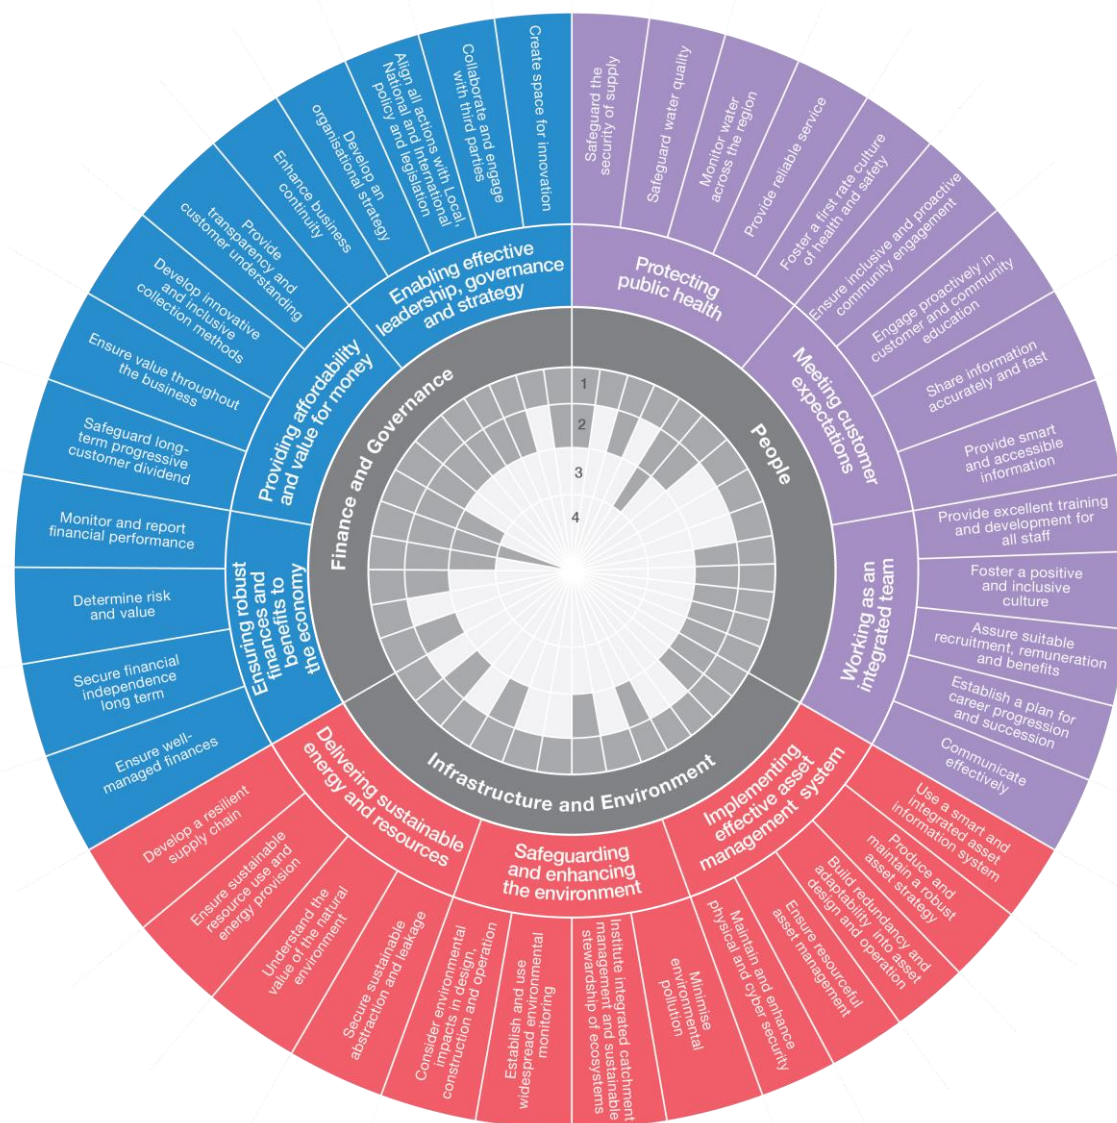 Safeguard the
security of supply
Safeguard water quality
Monitor water
across the region
Provide reliable service
Foster a first rate culture
of health and safety
Ensure inclusive and proactive
community engagement
Engage proactively in
customer and community
education
Share information
accurately and fast
Provide smart
and accessible
information
Provide excellent training
and development for
all staff
Foster a positive
and inclusive
culture
Assure suitable
recruitment, remuneration
and benefits
Establish a plan for
career progression
and succession
Communicate
effectively
Use a smart and
integrated asset
information system
Produce and
maintain a robust
asset strategy
Build redundancy and
adaptability into asset
design and operation
Ensure resourceful
asset management
Maintain and enhance
physical and cyber security
Minimise
environmental
pollution
Institute integrated catchment
management and sustainable
stewardship of ecosystems
Establish and use
widespread environmental
monitoring
Consider environmental
impacts in design,
construction and operation
Secure sustainable
abstraction and leakage
Understand the
value of the natural
environment
Ensure sustainable
resource use and
energy provision
Develop a resilient
supply chain
Ensure well-
managed finances
Secure financial
independence
long term
Determine risk
and value
Monitor and report
financial performance
Safeguard long-
term progressive
customer dividend
Ensure value throughout
the business
Develop innovative
and inclusive
collection methods
Provide
transparency and
customer understanding
Enhance business
continuity
Develop an
organisational strategy
Align all actions with Local,
National and International
policy and legislation
Collaborate and engage
with third parties
Create space for innovation
Protecting
public health
Meeting customer
expectations
Working as an
integrated team
Implementing
effective asset
management system
Safeguarding
and enhancing
the environment
Delivering sustainable
energy and resources
Ensuring robust
finances and
benefits to
the economy
Providing affordability
and value for money
Enabling effective
leadership, governance
and strategy
People
Infrastructure and Environment
Finance and Governance
1
2
3
4